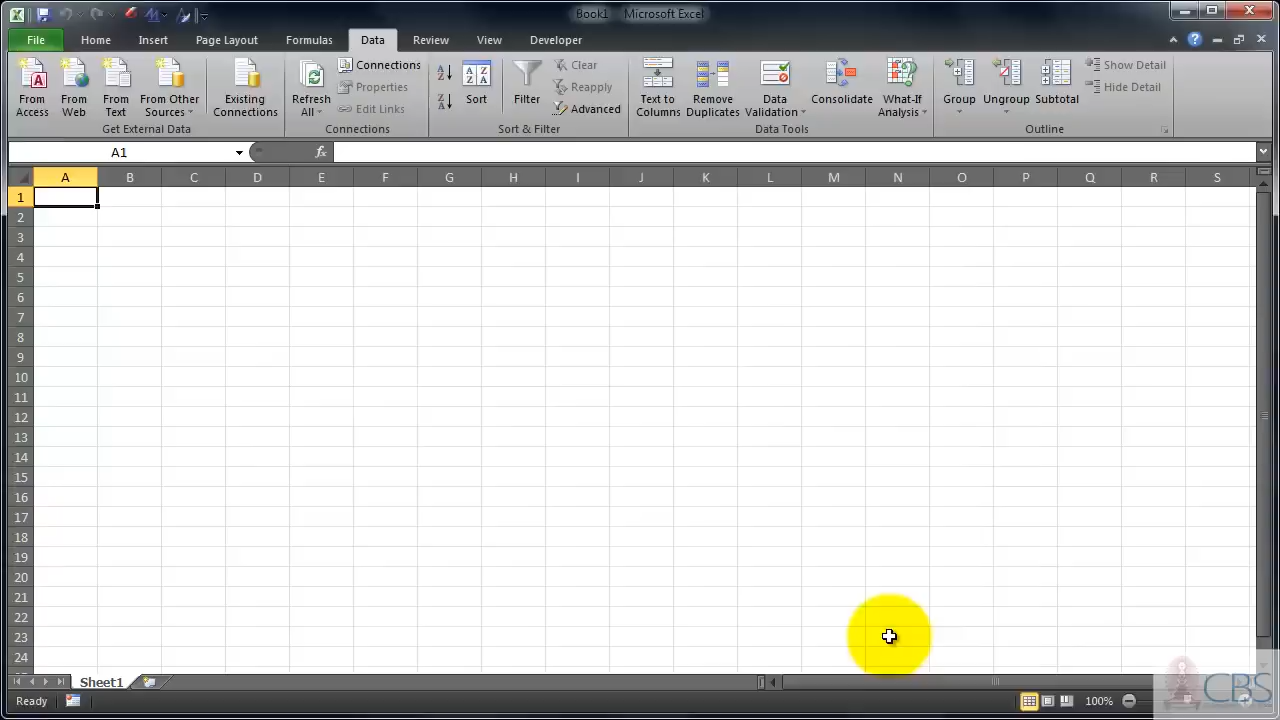 Book1 Microsoft Excel
File Home Insert Page Layout Formulas Data Review View Developer
From Access
From Web
From Text
From Other Sources
Existing Connections
Get External Data
Refresh All
Connections
Properties
Edit Links
Connections
Sort
Filter
Clear
Reapply
Advanced
Sort & Filter
Text to Columns
Remove Duplicates
Data Validation
Consolidate
What-If Analysis
Data Tools
Group
Ungroup
Subtotal
Show Detail
Hide Detail
Outline
A1 fx
A B C D E F G H I J K L M N O P Q R S
1
2
3
4
5
6
7
8
9
10
11
12
13
14
15
16
17
18
19
20
21
22
23
24
Sheet1
Ready 100%
CBS